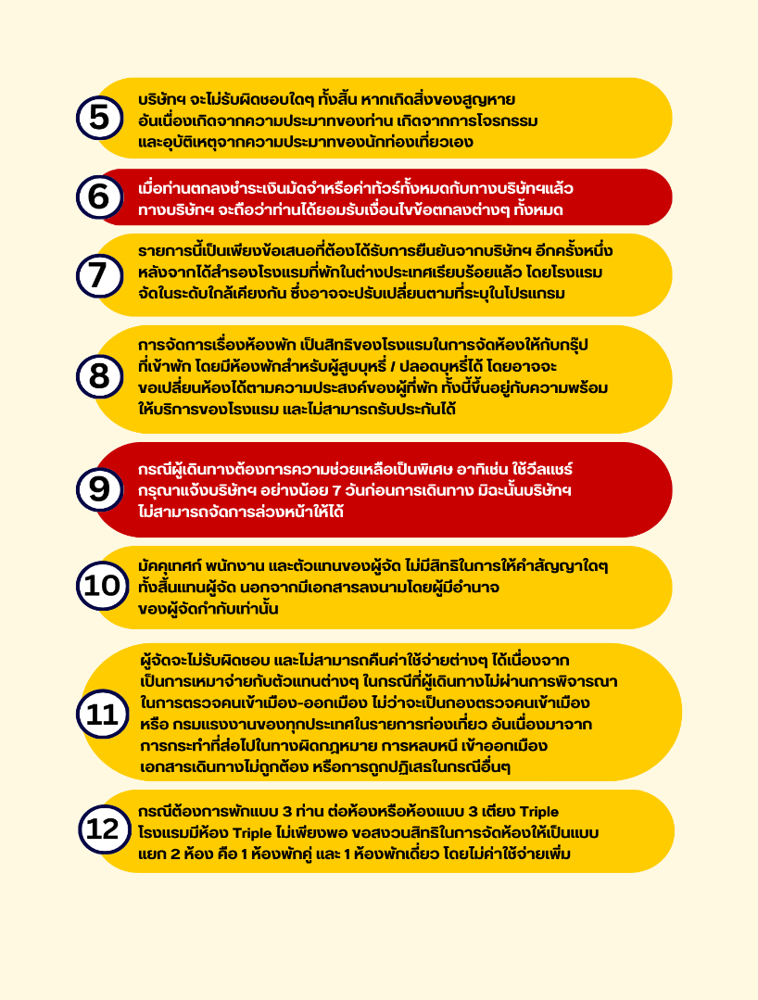 5
บริษัทฯ จะไม่รับผิดชอบใดๆ ทั้งสิ้น หากเกิดสิ่งของสูญหาย
อันเนื่องเกิดจากความประมาทของท่าน เกิดจากการโจรกรรม
และอุบัติเหตุจากความประมาทของนักท่องเที่ยวเอง
6
เมื่อท่านตกลงชำระเงินมัดจำหรือค่าทัวร์ทั้งหมดกับทางบริษัทฯแล้ว
ทางบริษัทฯ จะถือว่าท่านได้ยอมรับเงื่อนไขข้อตกลงต่างๆ ทั้งหมด
7
รายการนี้เป็นเพียงข้อเสนอที่ต้องได้รับการยืนยันจากบริษัทฯ อีกครั้งหนึ่ง
หลังจากได้สำรองโรงแรมที่พักในต่างประเทศเรียบร้อยแล้ว โดยโรงแรม
จัดในระดับใกล้เคียงกัน ซึ่งอาจจะปรับเปลี่ยนตามที่ระบุในโปรแกรม
8
การจัดการเรื่องห้องพัก เป็นสิทธิของโรงแรมในการจัดห้องให้กับกรุ๊ป
ที่เข้าพัก โดยมีห้องพักสำหรับผู้สูบบุหรี่ / ปลอดบุหรี่ได้ โดยอาจจะ
ขอเปลี่ยนห้องได้ตามความประสงค์ของผู้ที่พัก ทั้งนี้ขึ้นอยู่กับความพร้อม
ให้บริการของโรงแรม และไม่สามารถรับประกันได้
9
กรณีผู้เดินทางต้องการความช่วยเหลือเป็นพิเศษ อาทิเช่น ใช้วีลแชร์
กรุณาแจ้งบริษัทฯ อย่างน้อย 7 วันก่อนการเดินทาง มิฉะนั้นบริษัทฯ
ไม่สามารถจัดการล่วงหน้าให้ได้
10
มัคคุเทศก์ พนักงาน และตัวแทนของผู้จัด ไม่มีสิทธิในการให้คำสัญญาใดๆ
ทั้งสิ้นแทนผู้จัด นอกจากมีเอกสารลงนามโดยผู้มีอำนาจ
ของผู้จัดกำกับเท่านั้น
11
ผู้จัดจะไม่รับผิดชอบ และไม่สามารถคืนค่าใช้จ่ายต่างๆ ได้เนื่องจาก
เป็นการเหมาจ่ายกับตัวแทนต่างๆ ในกรณีที่ผู้เดินทางไม่ผ่านการพิจารณา
ในการตรวจคนเข้าเมือง-ออกเมือง ไม่ว่าจะเป็นกองตรวจคนเข้าเมือง
หรือ กรมแรงงานของทุกประเทศในรายการท่องเที่ยว อันเนื่องมาจาก
การกระทำที่ส่อไปในทางผิดกฎหมาย การหลบหนี เข้าออกเมือง
เอกสารเดินทางไม่ถูกต้อง หรือการถูกปฏิเสธในกรณีอื่นๆ
12
กรณีต้องการพักแบบ 3 ท่าน ต่อห้องหรือห้องแบบ 3 เตียง Triple
โรงแรมมีห้อง Triple ไม่เพียงพอ ขอสงวนสิทธิในการจัดห้องให้เป็นแบบ
แยก 2 ห้อง คือ 1 ห้องพักคู่ และ 1 ห้องพักเดี่ยว โดยไม่ค่าใช้จ่ายเพิ่ม